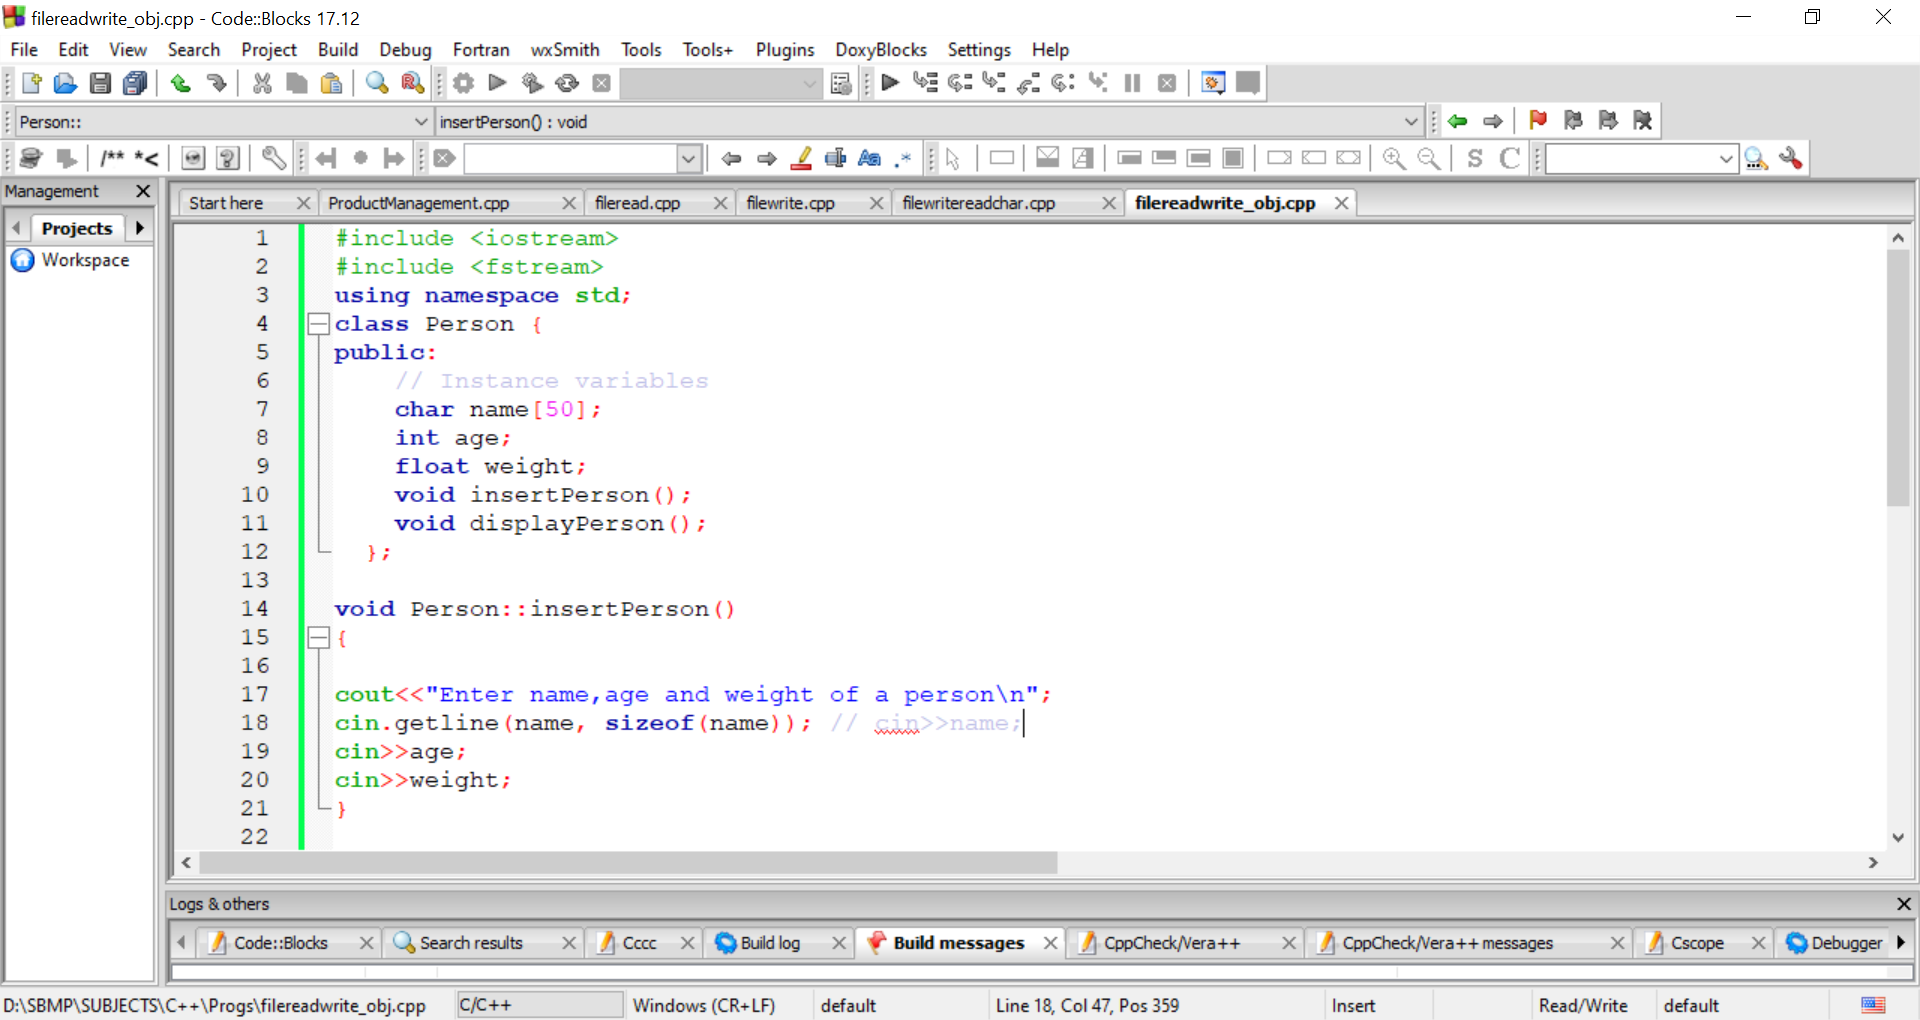 filereadwrite_obj.cpp - Code::Blocks 17.12
File Edit View Search Project Build Debug Fortran wxSmith Tools Tools+ Plugins DoxyBlocks Settings Help
Person:: insertPerson() : void
/** *<
Aa .*
S C
Management
Start here ProductManagement.cpp fileread.cpp filewrite.cpp filewritereadchar.cpp filereadwrite_obj.cpp
Projects
Workspace
1 #include <iostream>
2 #include <fstream>
3 using namespace std;
4 class Person {
5 public:
6 // Instance variables
7 char name[50];
8 int age;
9 float weight;
10 void insertPerson();
11 void displayPerson();
12 };
13
14 void Person::insertPerson()
15 {
16
17 cout<<"Enter name,age and weight of a person\n";
18 cin.getline(name, sizeof(name)); // cin>>name;
19 cin>>age;
20 cin>>weight;
21 }
22
Logs & others
Code::Blocks Search results Cccc Build log Build messages CppCheck/Vera++ CppCheck/Vera++ messages Cscope Debugger
D:\SBMP\SUBJECTS\C++\Progs\filereadwrite_obj.cpp C/C++ Windows (CR+LF) default Line 18, Col 47, Pos 359 Insert Read/Write default